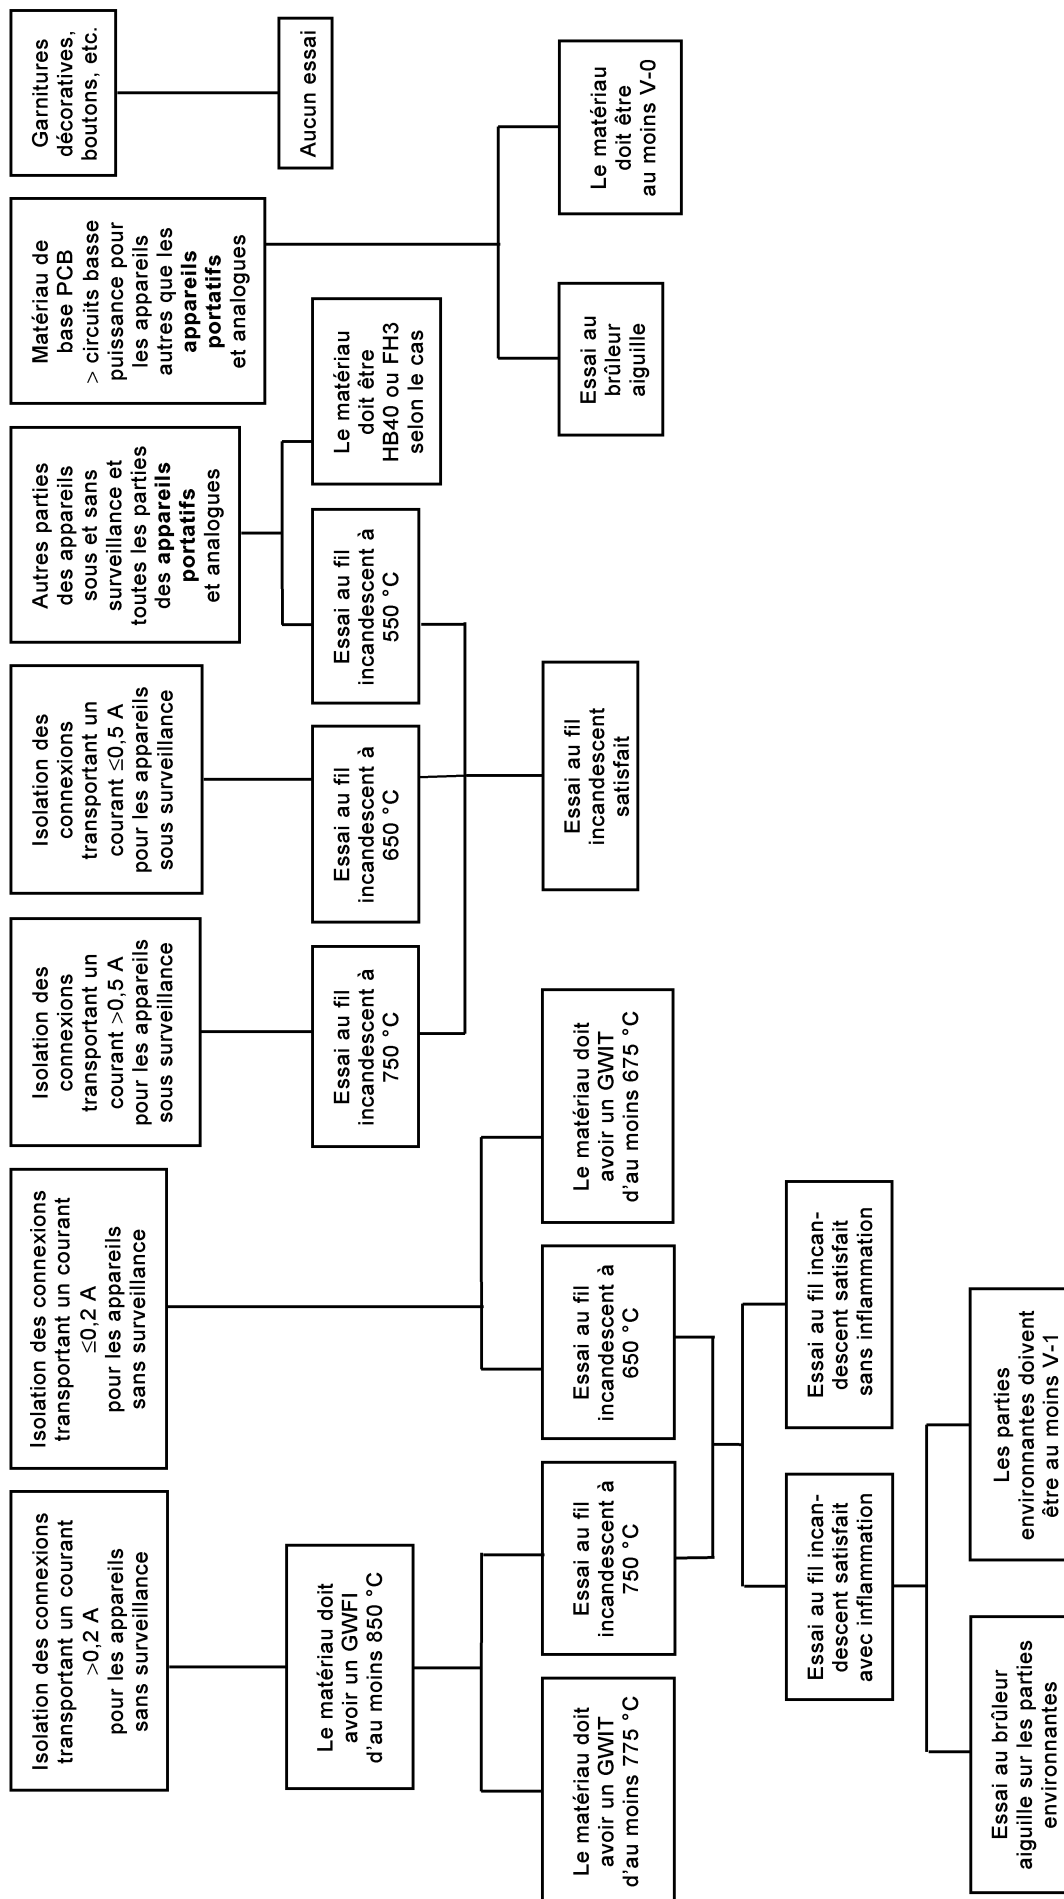 Isolation des connexions
transportant un courant
>0,2 A
pour les appareils
sans surveillance
Isolation des connexions
transportant un courant
≤0,2 A
pour les appareils
sans surveillance
Isolation des
connexions
transportant un
courant >0,5 A
pour les appareils
sous surveillance
Isolation des
connexions
transportant un
courant ≤0,5 A
pour les appareils
sous surveillance
Autres parties
des appareils
sous et sans
surveillance et
toutes les parties
des appareils
portatifs
et analogues
Matériau de
base PCB
> circuits basse
puissance pour
les appareils
autres que les
appareils
portatifs
et analogues
Garnitures
décoratives,
boutons, etc.
Le matériau doit
avoir un GWFI
d'au moins 850 °C
Essai au fil
incandescent à
750 °C
Essai au fil
incandescent à
650 °C
Essai au fil
incandescent à
550 °C
Le matériau
doit être
HB40 ou FH3
selon le cas
Aucun essai
Le matériau doit
avoir un GWIT
d'au moins 775 °C
Essai au fil
incandescent à
750 °C
Essai au fil
incandescent à
650 °C
Le matériau doit
avoir un GWIT
d'au moins 675 °C
Essai au fil
incandescent
satisfait
Essai au
brûleur
aiguille
Le matériau
doit être
au moins V-0
Essai au fil incan-
descent satisfait
avec inflammation
Essai au fil incan-
descent satisfait
sans inflammation
Essai au brûleur
aiguille sur les parties
environnantes
Les parties
environnantes doivent
être au moins V-1